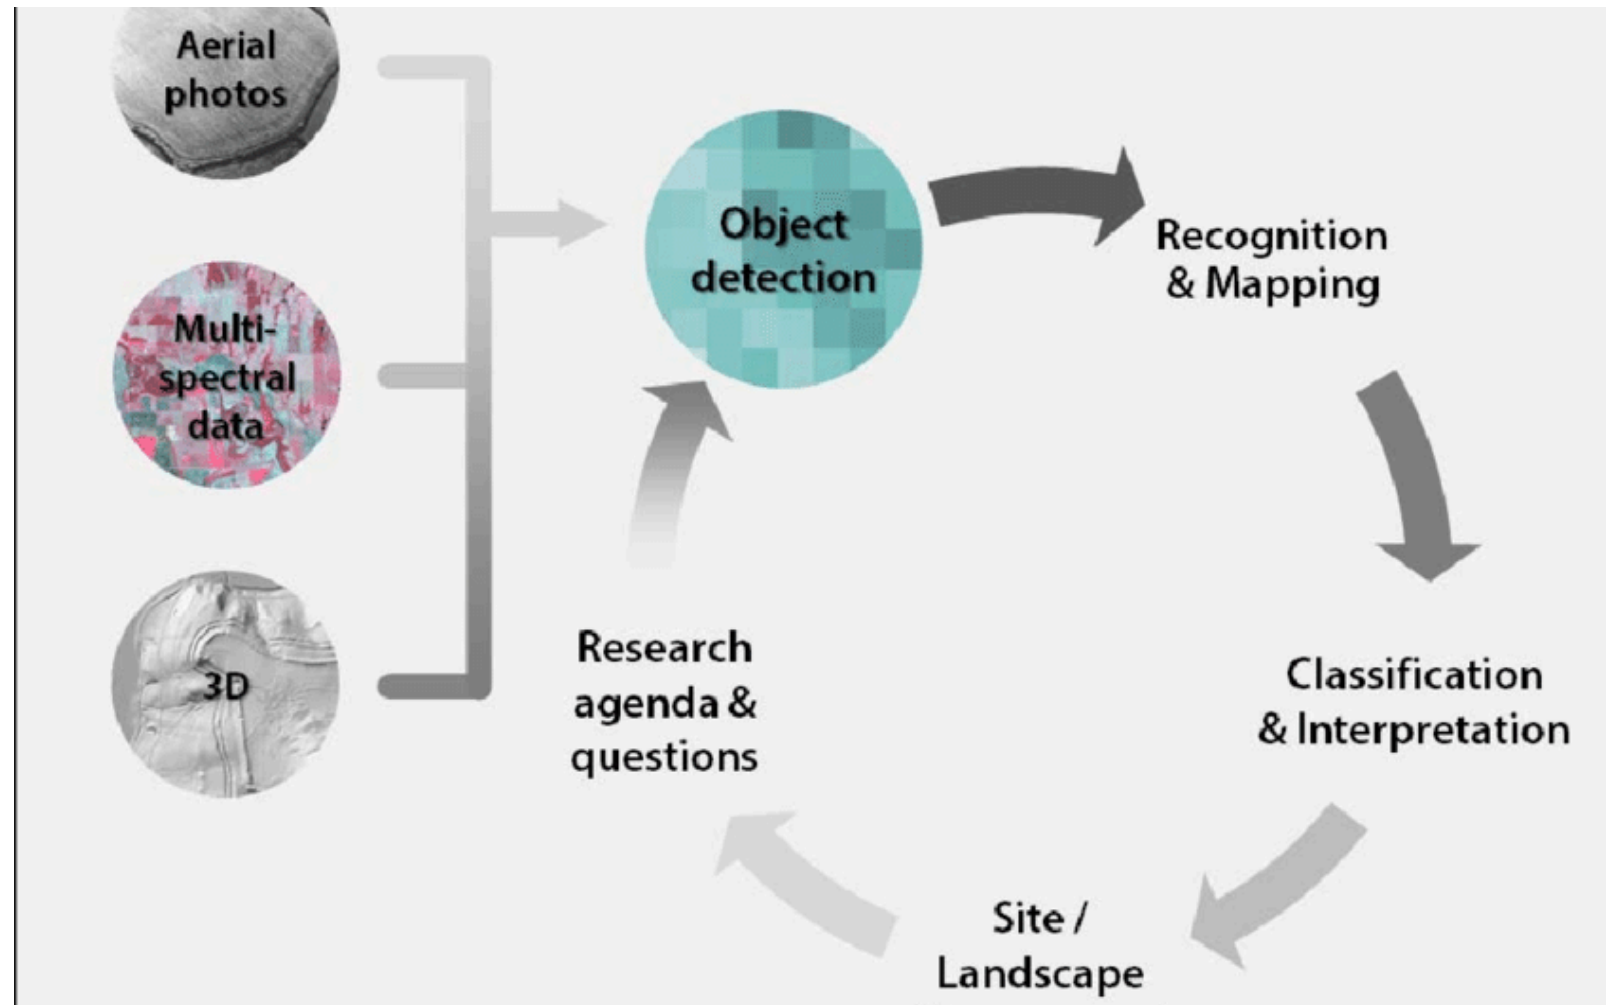 Aerial
photos
Multi-
spectral
data
3D
Object
detection
Recognition
& Mapping
Classification
& Interpretation
Site /
Landscape
Research
agenda &
questions